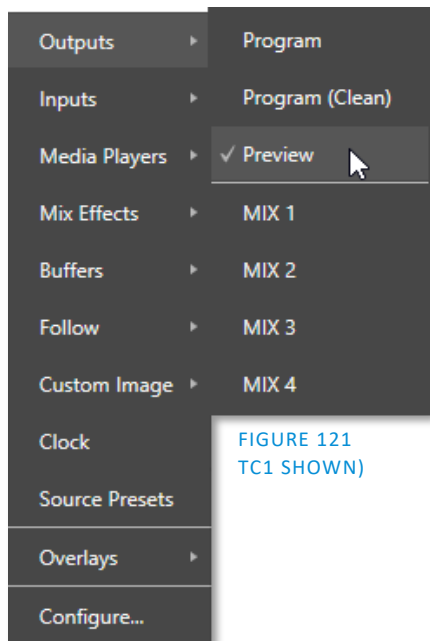 Outputs
Inputs
Media Players
Mix Effects
Buffers
Follow
Custom Image
Clock
Source Presets
Overlays
Configure...
Program
Program (Clean)
Preview
MIX 1
MIX 2
MIX 3
MIX 4
FIGURE 121
TC1 SHOWN)